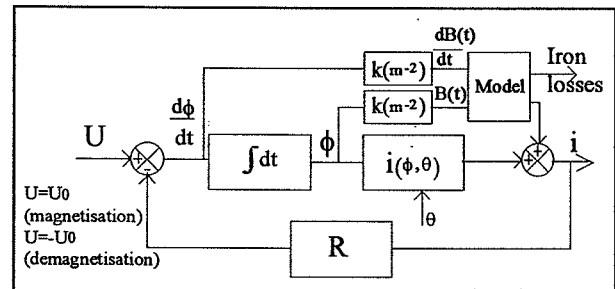 dB(t)
dt
k(m-2)
Iron
losses
Model
k(m-2)
B(t)
dϕ
dt
U
+
-
∫dt
ϕ
i(ϕ,θ)
+
+
i
U=U0
(magnetisation)
U=-U0
(demagnetisation)
θ
R